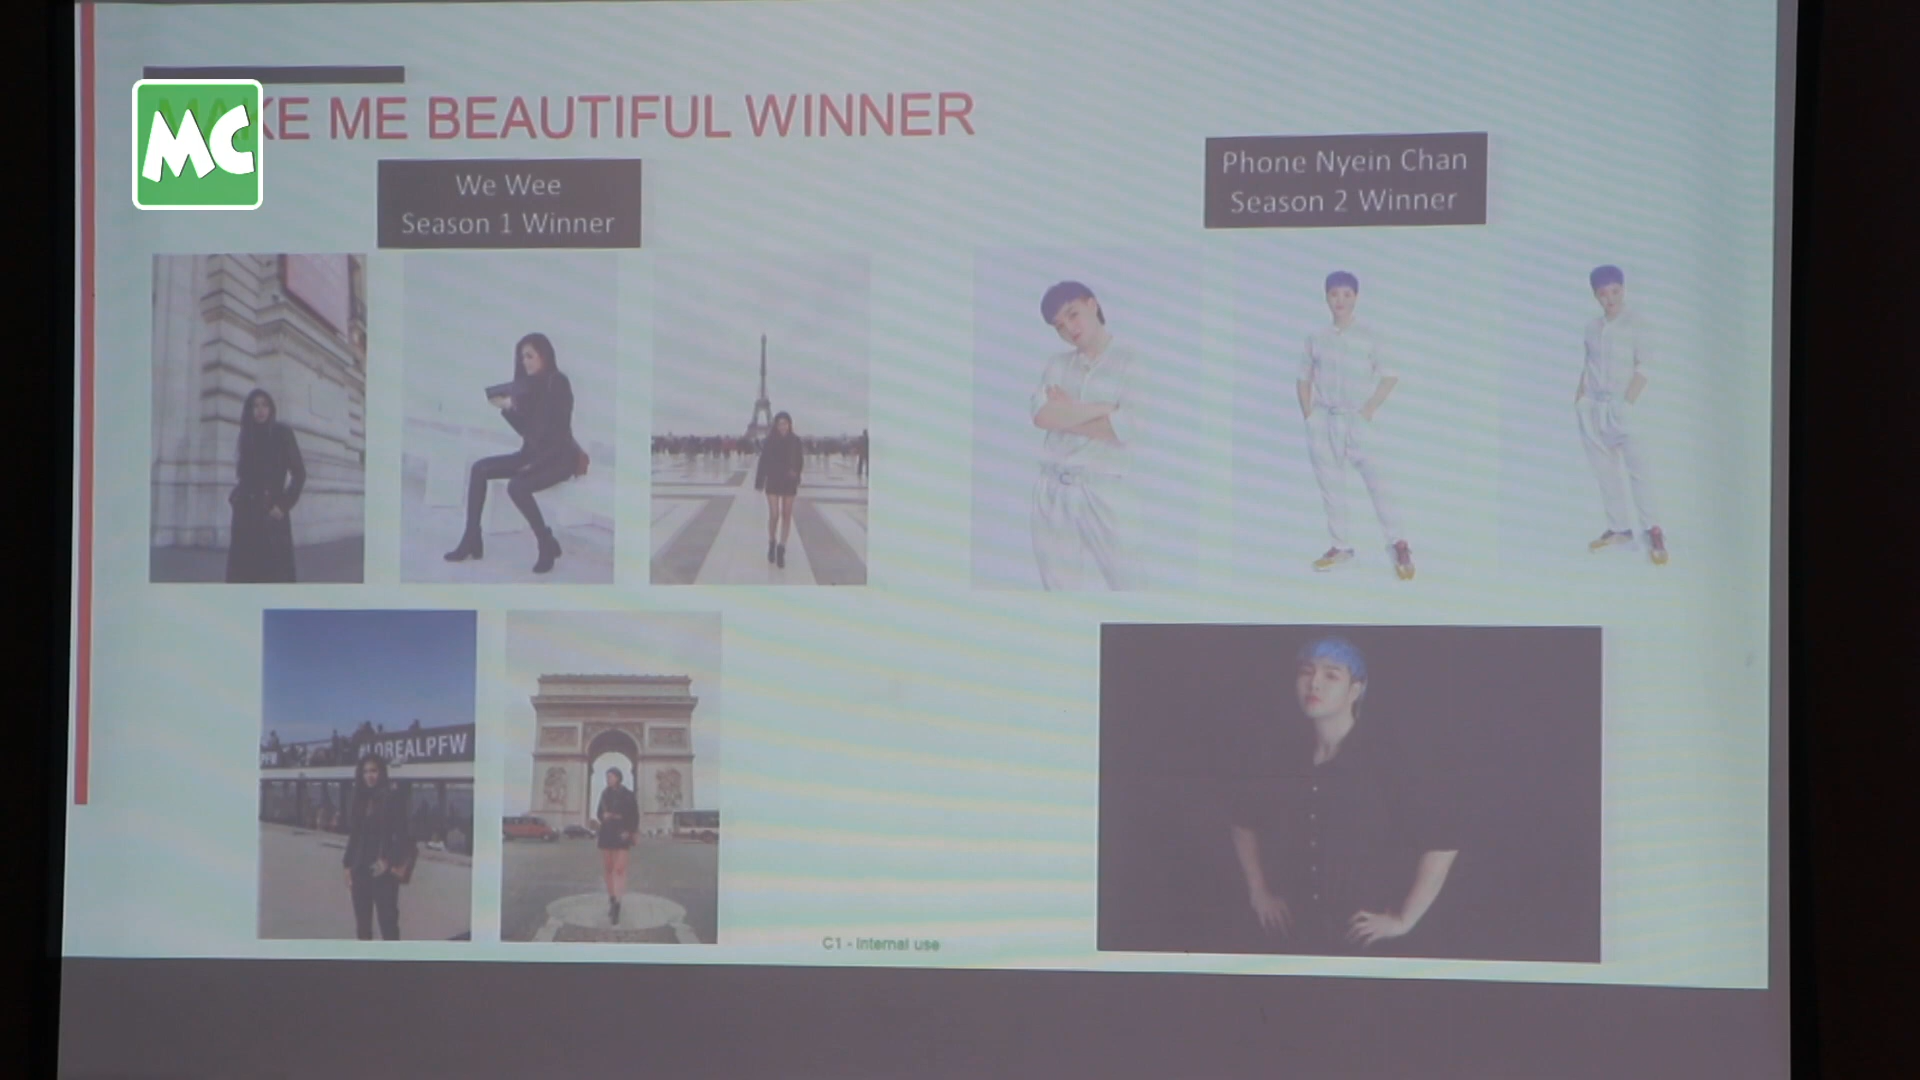 MC
MAKE ME BEAUTIFUL WINNER
We Wee
Season 1 Winner
Phone Nyein Chan
Season 2 Winner
#LOREALPFW
C1 - Internal use